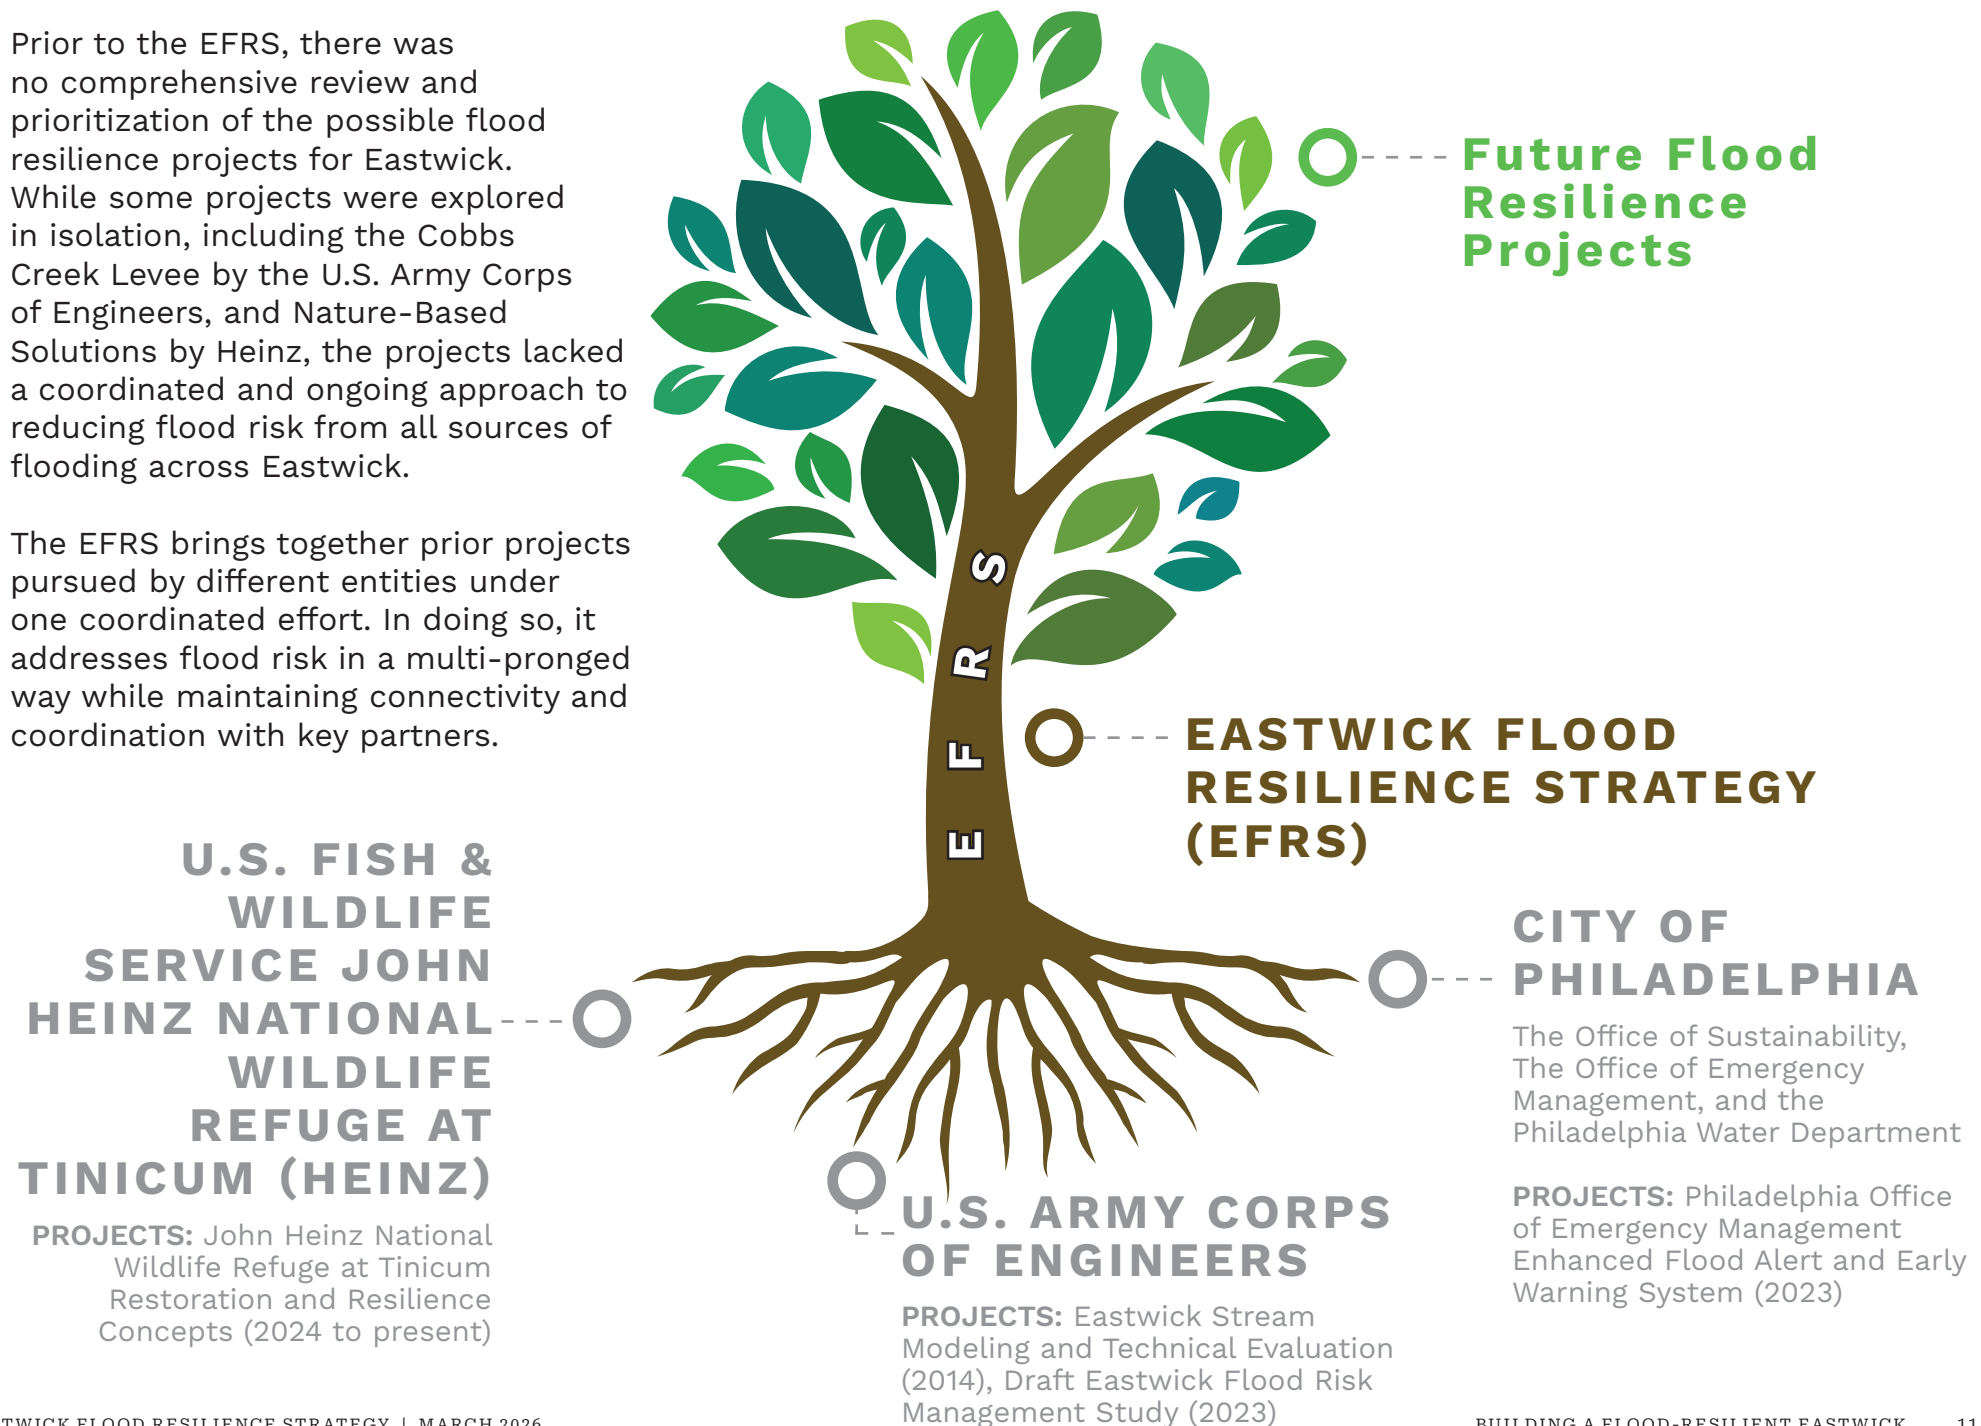 Prior to the EFRS, there was
no comprehensive review and
prioritization of the possible flood
resilience projects for Eastwick.
While some projects were explored
in isolation, including the Cobbs
Creek Levee by the U.S. Army Corps
of Engineers, and Nature-Based
Solutions by Heinz, the projects lacked
a coordinated and ongoing approach to
reducing flood risk from all sources of
flooding across Eastwick.
The EFRS brings together prior projects
pursued by different entities under
one coordinated effort. In doing so, it
addresses flood risk in a multi-pronged
way while maintaining connectivity and
coordination with key partners.
Future Flood
Resilience
Projects
EFRS
EASTWICK FLOOD
RESILIENCE STRATEGY
(EFRS)
U.S. FISH &
WILDLIFE
SERVICE JOHN
HEINZ NATIONAL
WILDLIFE
REFUGE AT
TINICUM (HEINZ)
PROJECTS: John Heinz National
Wildlife Refuge at Tinicum
Restoration and Resilience
Concepts (2024 to present)
U.S. ARMY CORPS
OF ENGINEERS
PROJECTS: Eastwick Stream
Modeling and Technical Evaluation
(2014), Draft Eastwick Flood Risk
Management Study (2023)
CITY OF
PHILADELPHIA
The Office of Sustainability,
The Office of Emergency
Management, and the
Philadelphia Water Department
PROJECTS: Philadelphia Office
of Emergency Management
Enhanced Flood Alert and Early
Warning System (2023)
TWICK FLOOD RESILIENCE STRATEGY | MARCH 2026
BUILDING A FLOOD-RESILIENT EASTWICK 11